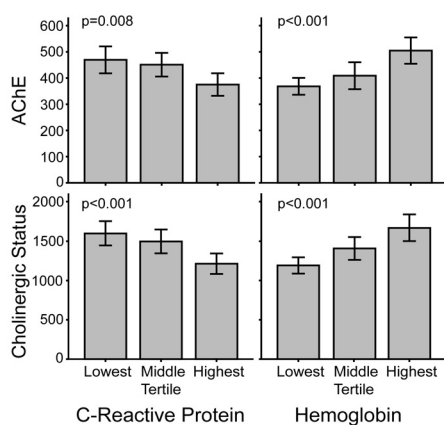 p=0.008
p<0.001
600
500
400
300
200
100
0
AChE
p<0.001
p<0.001
2000
1500
1000
500
0
Cholinergic Status
Lowest Middle Highest Lowest Middle Highest
Tertile Tertile
C-Reactive Protein Hemoglobin